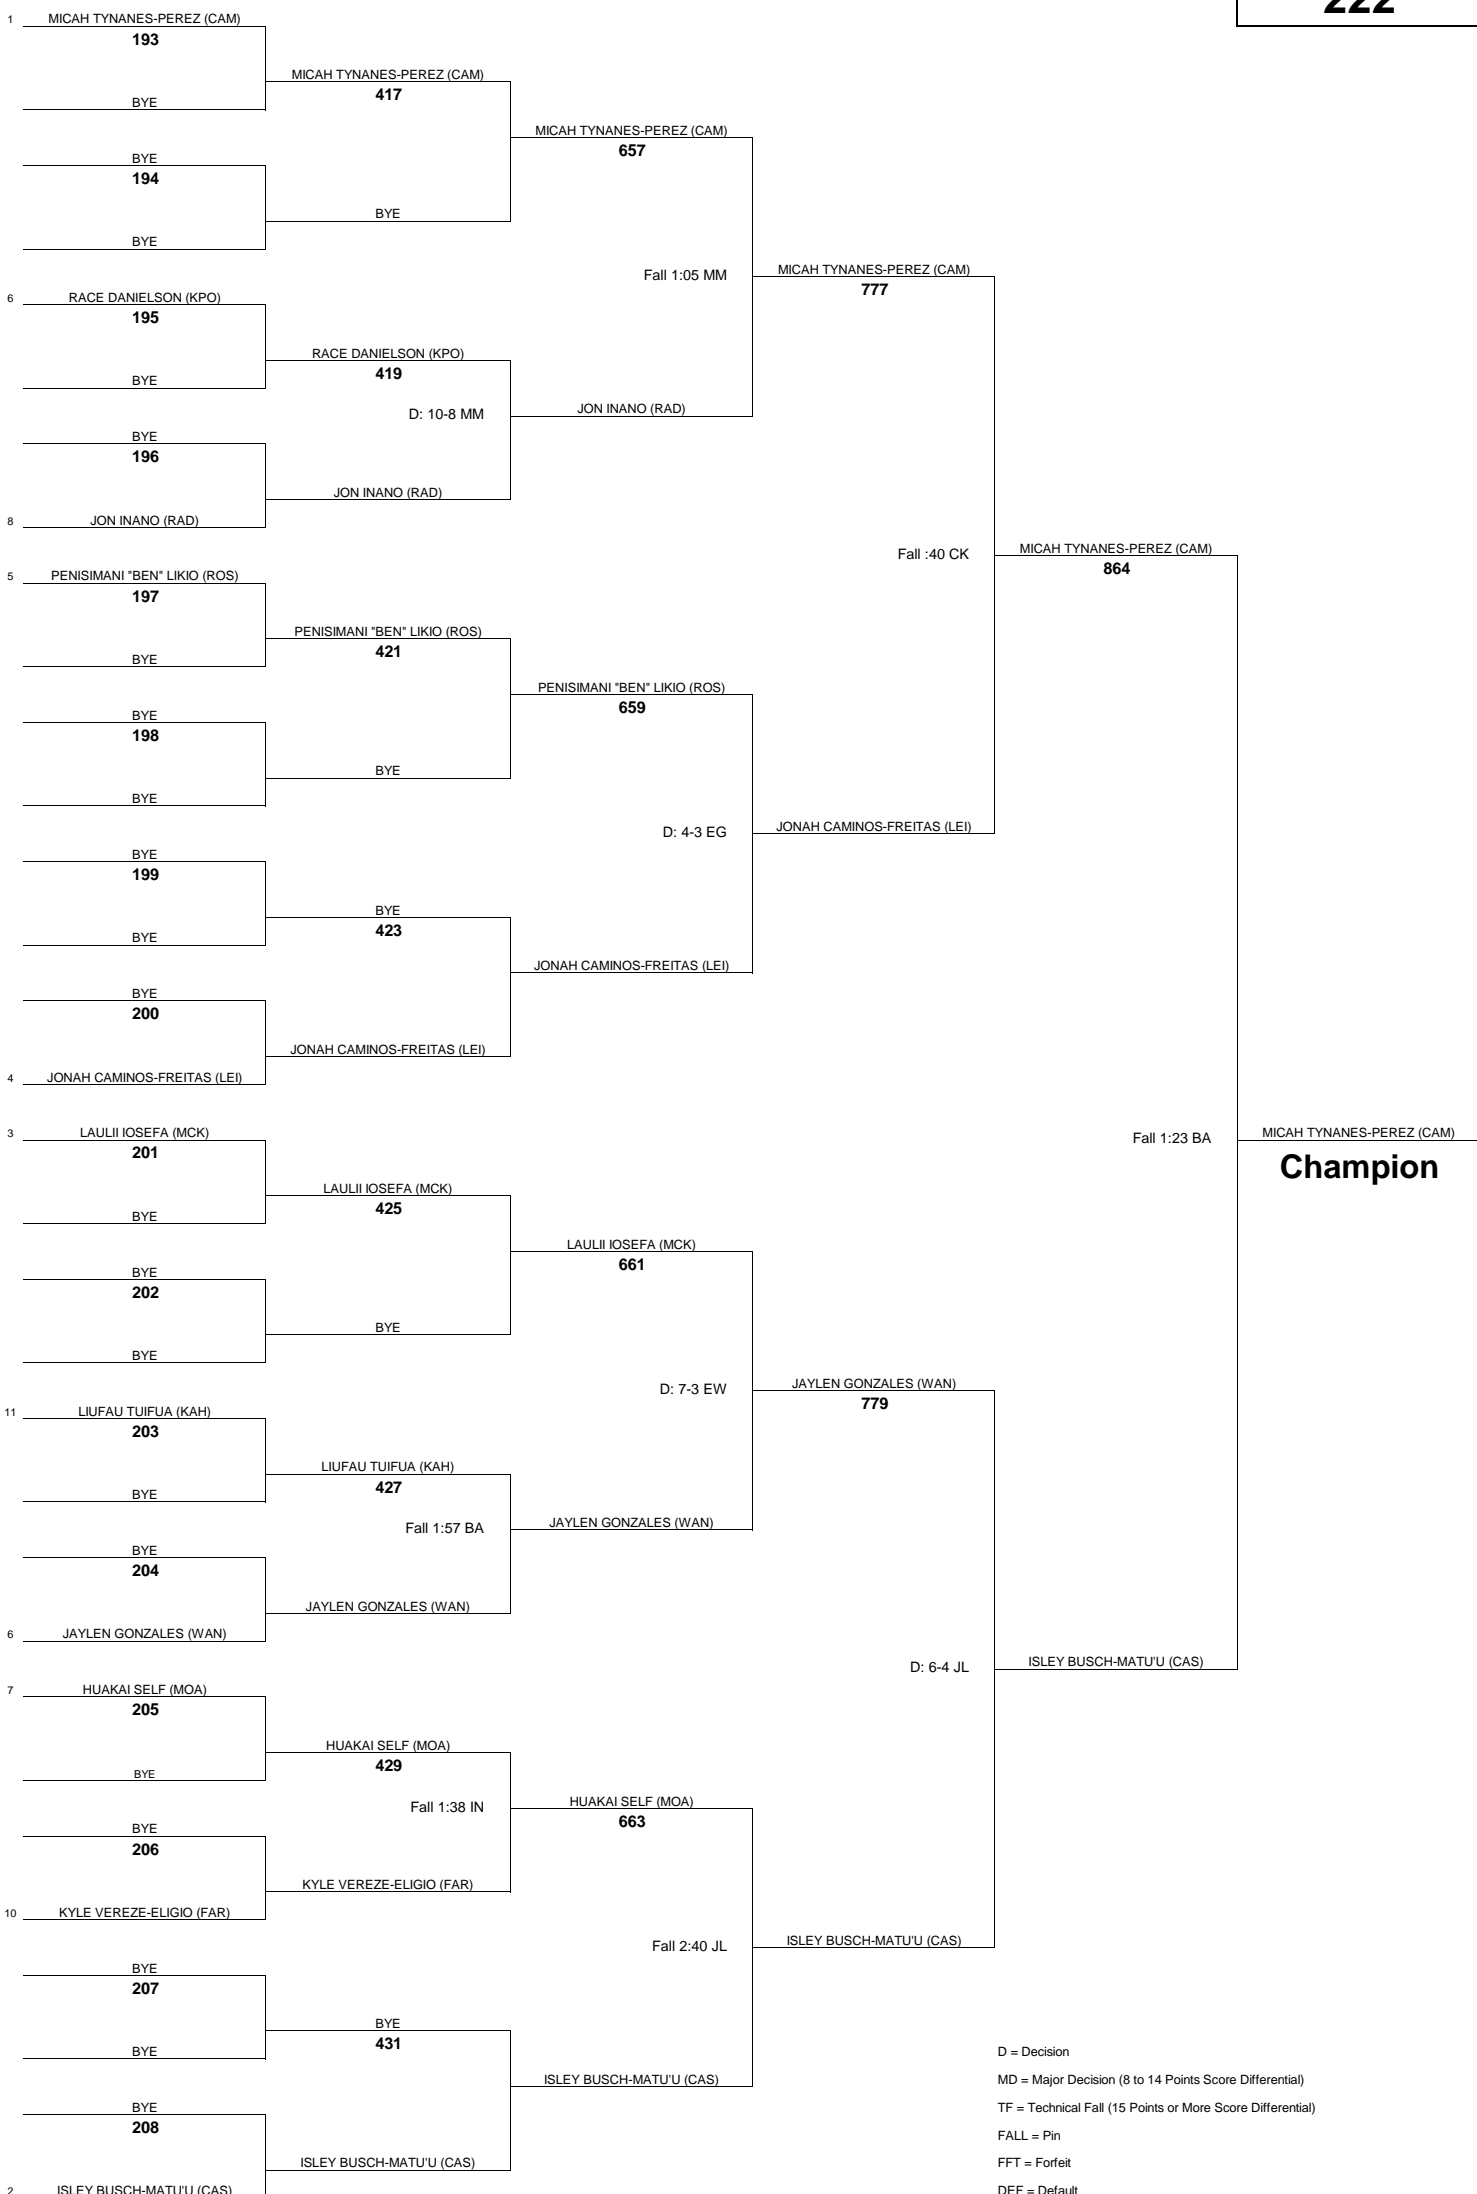 222
1 MICAH TYNANES-PEREZ (CAM)
193
BYE
BYE
194
BYE
6 RACE DANIELSON (KPO)
195
BYE
BYE
196
8 JON INANO (RAD)
5 PENISIMANI "BEN" LIKIO (ROS)
197
BYE
BYE
198
BYE
BYE
199
BYE
BYE
200
4 JONAH CAMINOS-FREITAS (LEI)
3 LAULII IOSEFA (MCK)
201
BYE
BYE
202
BYE
11 LIUFAU TUIFUA (KAH)
203
BYE
BYE
204
6 JAYLEN GONZALES (WAN)
7 HUAKAI SELF (MOA)
205
BYE
BYE
206
10 KYLE VEREZE-ELIGIO (FAR)
BYE
207
BYE
BYE
208
2 ISLEY BUSCH-MATU'U (CAS)
MICAH TYNANES-PEREZ (CAM)
417
BYE
RACE DANIELSON (KPO)
419
D: 10-8 MM
JON INANO (RAD)
PENISIMANI "BEN" LIKIO (ROS)
421
BYE
BYE
423
JONAH CAMINOS-FREITAS (LEI)
LAULII IOSEFA (MCK)
425
BYE
LIUFAU TUIFUA (KAH)
427
Fall 1:57 BA
JAYLEN GONZALES (WAN)
HUAKAI SELF (MOA)
429
Fall 1:38 IN
KYLE VEREZE-ELIGIO (FAR)
BYE
431
ISLEY BUSCH-MATU'U (CAS)
MICAH TYNANES-PEREZ (CAM)
657
Fall 1:05 MM
JON INANO (RAD)
PENISIMANI "BEN" LIKIO (ROS)
659
D: 4-3 EG
JONAH CAMINOS-FREITAS (LEI)
LAULII IOSEFA (MCK)
661
D: 7-3 EW
JAYLEN GONZALES (WAN)
HUAKAI SELF (MOA)
663
Fall 2:40 JL
ISLEY BUSCH-MATU'U (CAS)
MICAH TYNANES-PEREZ (CAM)
777
Fall :40 CK
JONAH CAMINOS-FREITAS (LEI)
JAYLEN GONZALES (WAN)
779
D: 6-4 JL
ISLEY BUSCH-MATU'U (CAS)
MICAH TYNANES-PEREZ (CAM)
864
Fall 1:23 BA
ISLEY BUSCH-MATU'U (CAS)
MICAH TYNANES-PEREZ (CAM)
Champion
D = Decision
MD = Major Decision (8 to 14 Points Score Differential)
TF = Technical Fall (15 Points or More Score Differential)
FALL = Pin
FFT = Forfeit
DEF = Default